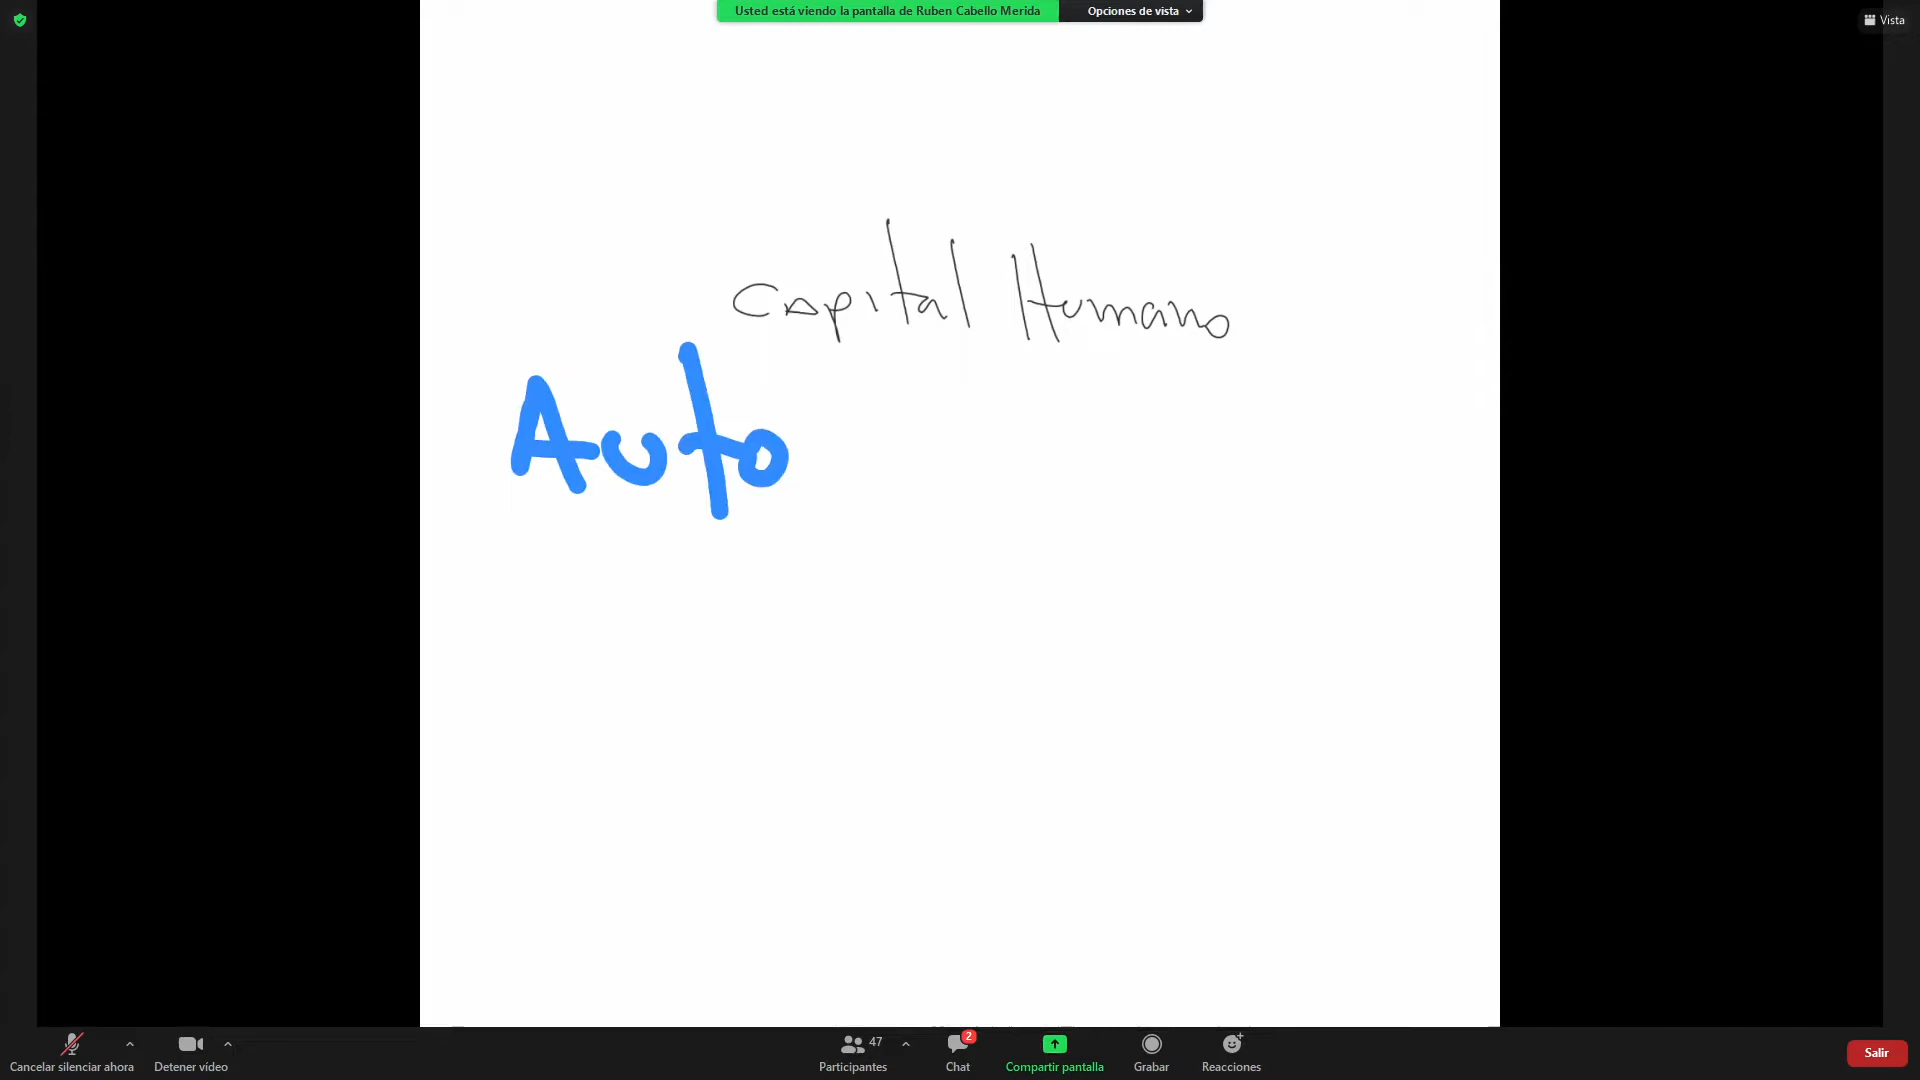 Usted está viendo la pantalla de Ruben Cabello Merida Opciones de vista
Vista
Capital Humano
Auto
47 2
Cancelar silenciar ahora Detener vídeo Participantes Chat Compartir pantalla Grabar Reacciones Salir